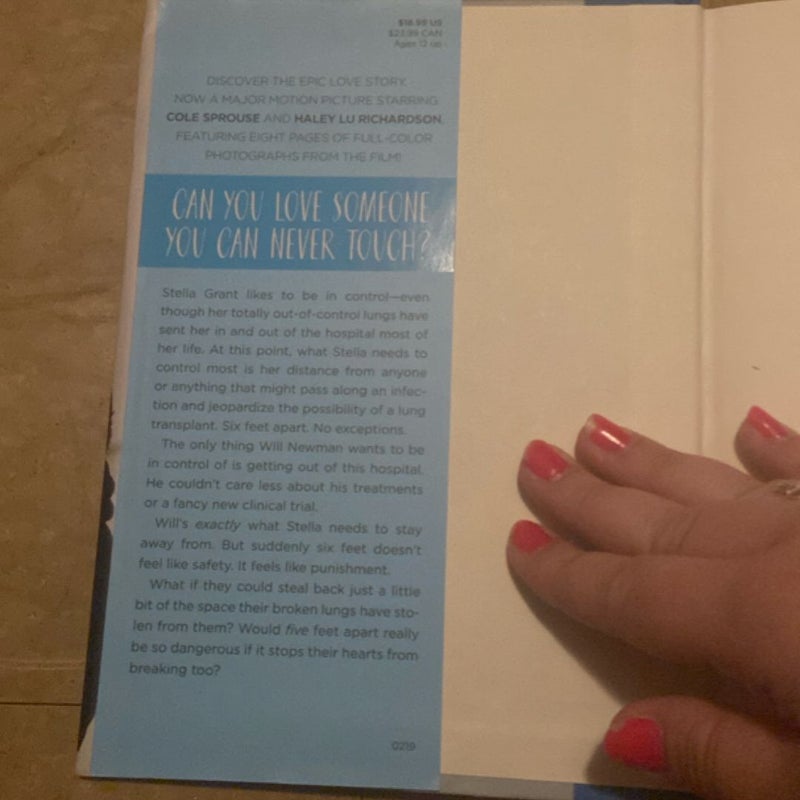 $18.99 US
$23.99 CAN
Ages 12 up
DISCOVER THE EPIC LOVE STORY,
NOW A MAJOR MOTION PICTURE STARRING
COLE SPROUSE AND HALEY LU RICHARDSON,
FEATURING EIGHT PAGES OF FULL-COLOR
PHOTOGRAPHS FROM THE FILM!
CAN YOU LOVE SOMEONE
YOU CAN NEVER TOUCH?
Stella Grant likes to be in control—even
though her totally out-of-control lungs have
sent her in and out of the hospital most of
her life. At this point, what Stella needs to
control most is her distance from anyone
or anything that might pass along an infec-
tion and jeopardize the possibility of a lung
transplant. Six feet apart. No exceptions.
The only thing Will Newman wants to be
in control of is getting out of this hospital.
He couldn't care less about his treatments
or a fancy new clinical trial.
Will's exactly what Stella needs to stay
away from. But suddenly six feet doesn't
feel like safety. It feels like punishment.
What if they could steal back just a little
bit of the space their broken lungs have sto-
len from them? Would five feet apart really
be so dangerous if it stops their hearts from
breaking too?
0219